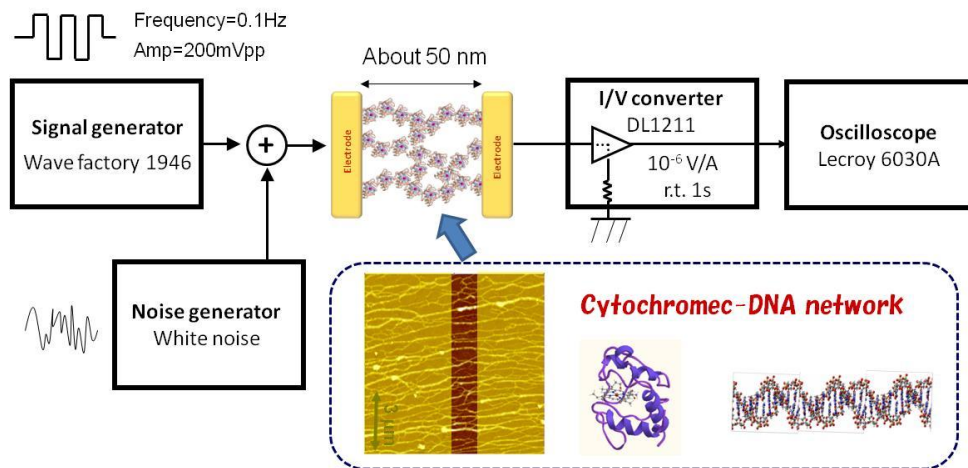 Frequency=0.1Hz
Amp=200mVpp
Signal generator
Wave factory 1946
+
Noise generator
White noise
About 50 nm
Electrode
Electrode
I/V converter
DL1211
10⁻⁶ V/A
r.t. 1s
Oscilloscope
Lecroy 6030A
Cytochromec-DNA network